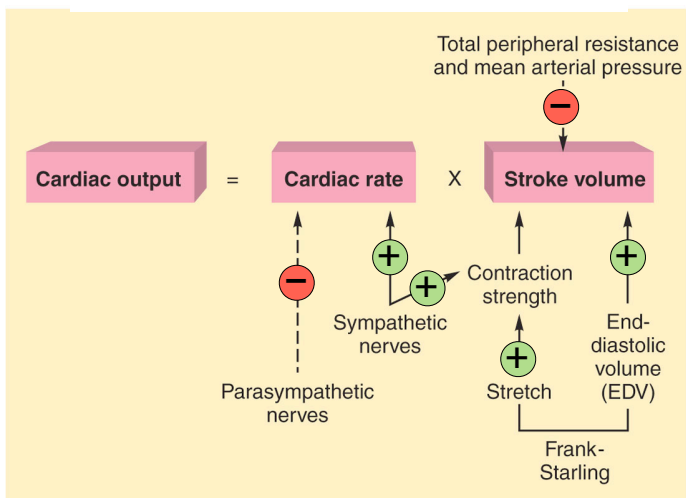 Total peripheral resistance
and mean arterial pressure
−
Cardiac output = Cardiac rate X Stroke volume
+
+
−
+
Contraction
strength
Sympathetic
nerves
End-
diastolic
volume
(EDV)
+
Parasympathetic
nerves
Stretch
Frank-
Starling